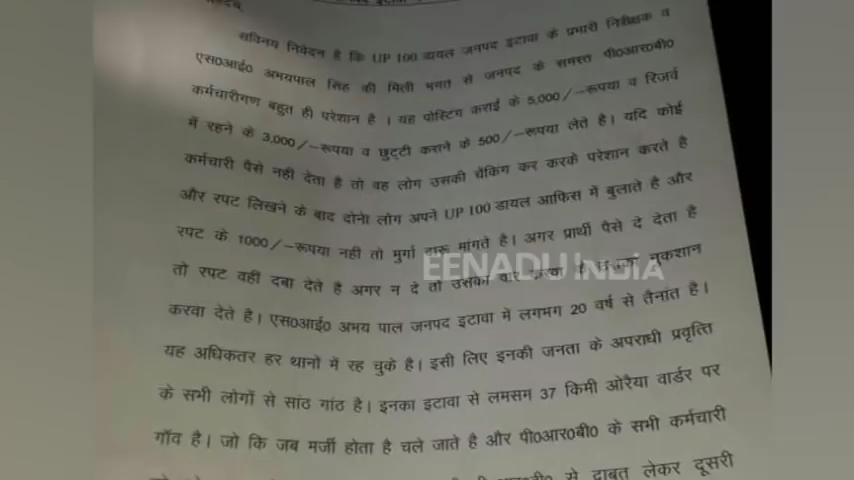 सविनय निवेदन है कि UP 100 डायल जनपद इटावा के प्रभारी निरीक्षक व
एस0आई0 अभयपाल सिंह की मिली भगत से जनपद के समस्त पी0आर0बी0
कर्मचारीगण बहुत ही परेशान है । यह पोस्टिंग कराई के 5,000/–रूपया व रिजर्व
में रहने के 3,000/–रूपया व छुट्टी कराने के 500/–रूपया लेते है। यदि कोई
कर्मचारी पैसे नही देता है तो वह लोग उसकी चेकिंग कर करके परेशान करते है
और रपट लिखने के बाद दोनो लोग अपने UP 100 डायल आफिस में बुलाते है और
रपट के 1000/–रूपया नही तो मुर्गा दारू मांगते है। अगर प्रार्थी पैसे दे देता है
EENADU INDIA
तो रपट वही दबा देते है अगर न दे तो उसका नुकशान
करवा देते है। एस0आई0 अभय पाल जनपद इटावा मे लगभग 20 वर्ष से तैनात है।
यह अधिकतर हर थानों में रह चुके है। इसी लिए इनकी जनता के अपराधी प्रवृत्ति
के सभी लोगों से सांठ गांठ है। इनका इटावा से लमसम 37 किमी ओरैया वार्डर पर
गॉव है। जो कि जब मर्जी होता है चले जाते है और पी0आर0बी0 के सभी कर्मचारी
से दाबत लेकर दूसरी